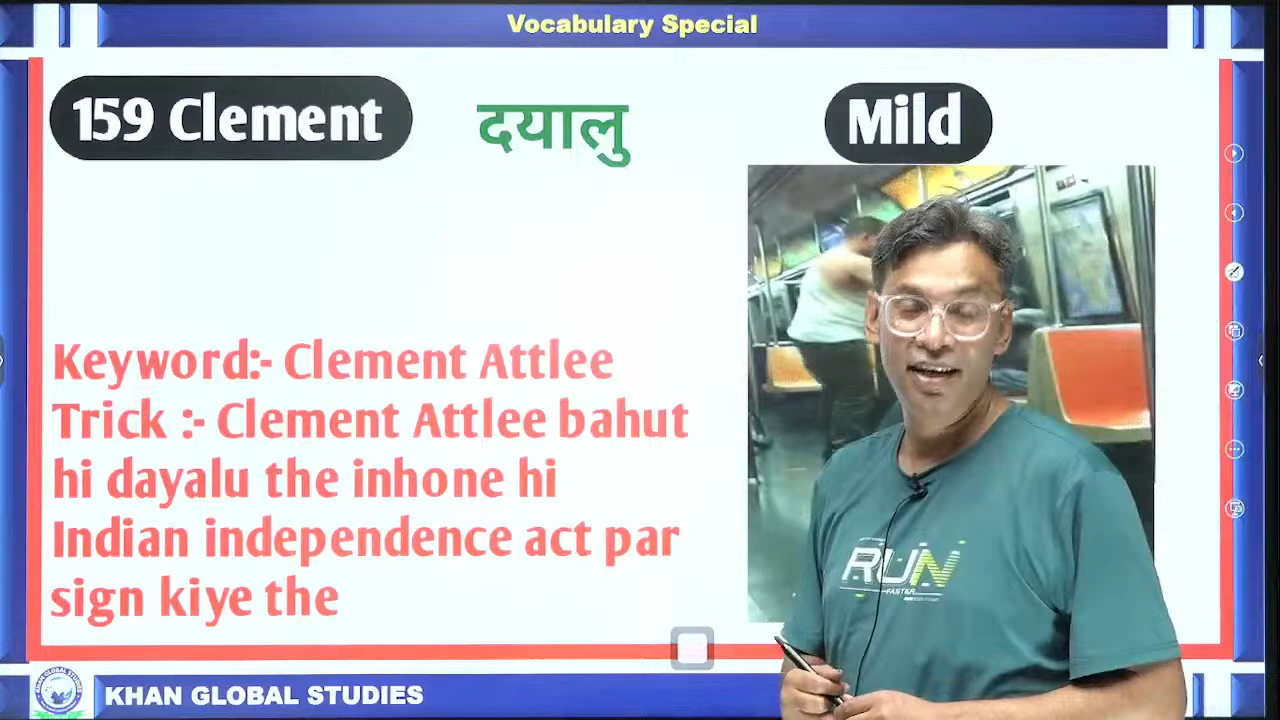 Vocabulary Special
159 Clement
दयालु
Mild
Keyword:- Clement Attlee
Trick :- Clement Attlee bahut
hi dayalu the inhone hi
Indian independence act par
sign kiye the
RUN
FASTER
KHAN GLOBAL STUDIES